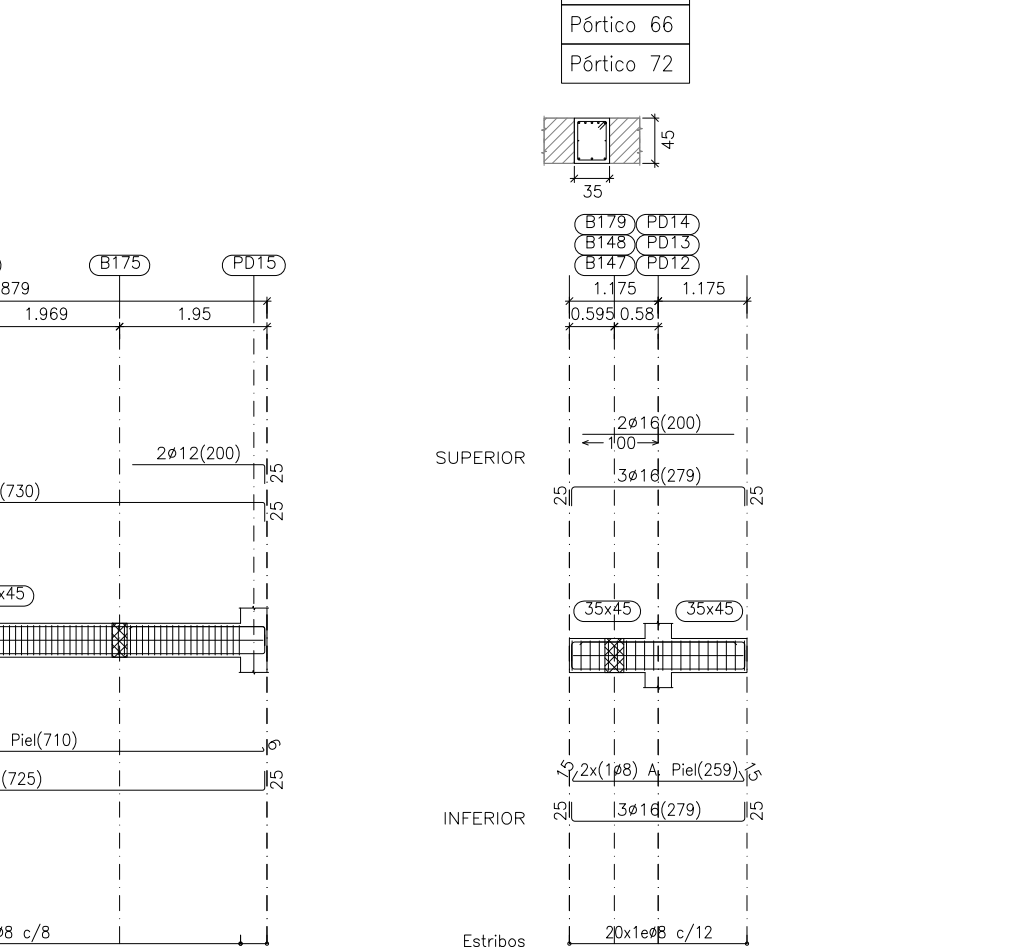 Pórtico 66
Pórtico 72
45
35
B179 PD14
B148 PD13
B175 PD15 B147 PD12
879 1.175 1.175
1.969 1.95 0.595 0.58
2ø16(200)
100
2ø12(200) SUPERIOR
25 3ø16(279)
(730) 25 25 25
x45 35x45 35x45
Piel(710) 9
15 2x(1ø8) A. Piel(259) 15
(725) 25
25 3ø16(279) 25
INFERIOR
ø8 c/8 Estribos 20x1eø8 c/12